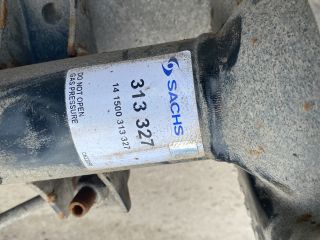 SACHS
313 327
14 1500 313 327
DO NOT OPEN
GAS PRESSURE